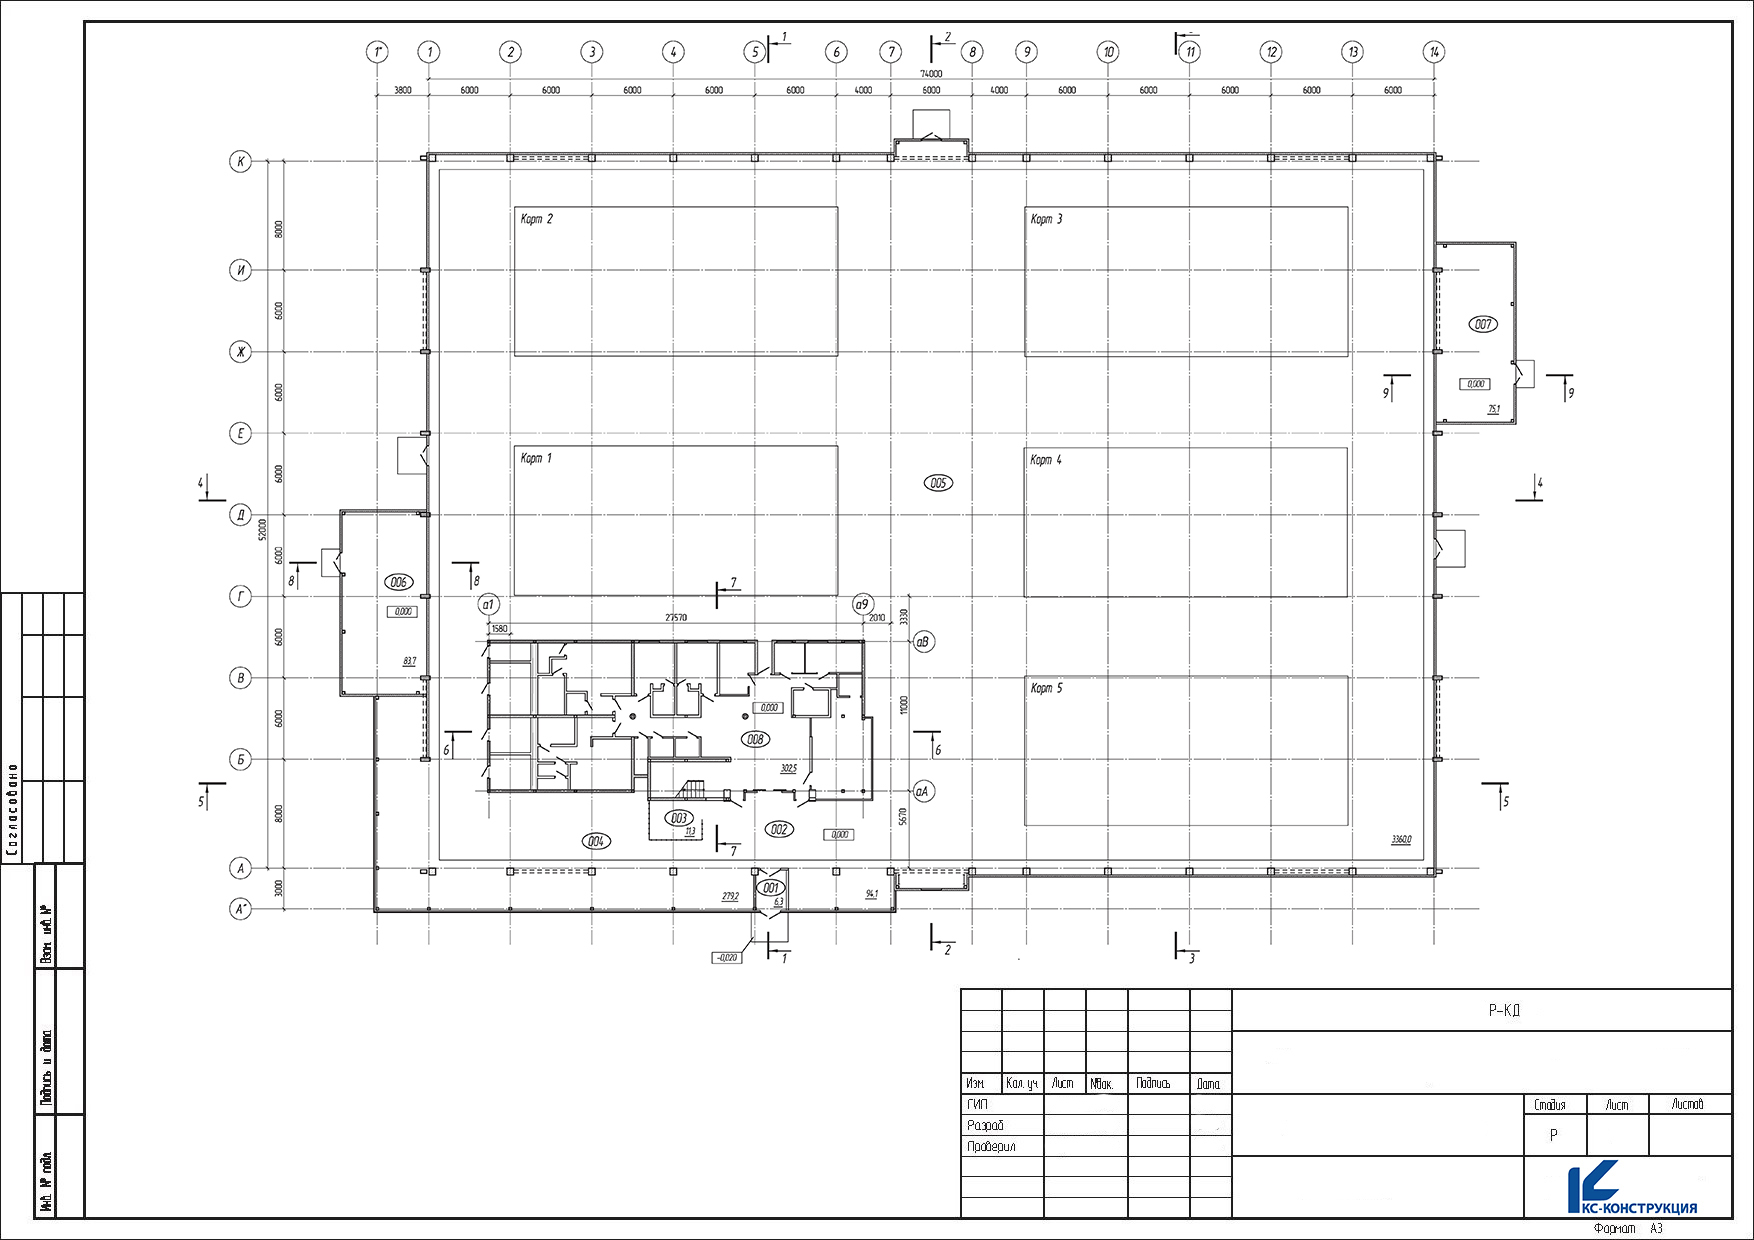 1* 1 2 3 4 5 1 6 7 2 8 9 10 11 12 13 14
74000
3800 6000 6000 6000 6000 6000 4000 6000 4000 6000 6000 6000 6000 6000
К
Корт 2
Корт 3
8000
И
6000
007
Ж
0,000
9 9
6000
75,1
Е
Корт 1
Корт 4
6000
005
4 4
Д
52000
6000
8 8
006
7
Г
0,000
а1 а9
27570 2010 3330
1580
6000
аВ
83,7
В
Корт 5
11000
0,000
6000
008
6 6
Б
302,5
5 5
аА
8000
003
11,3
002
0,000
5670
004
7
3360,0
А
001
3000
279,2
6,3
94,1
А*
-0,020
1 2 3
Согласовано
Взам. инв. №
Подпись и дата
Инв. № подл.
Р-КД
Изм. Кол. уч. Лист №док. Подпись Дата
ГИП
Разраб
Проверил
Стадия Лист Листов
Р
КС-КОНСТРУКЦИЯ
Формат А3